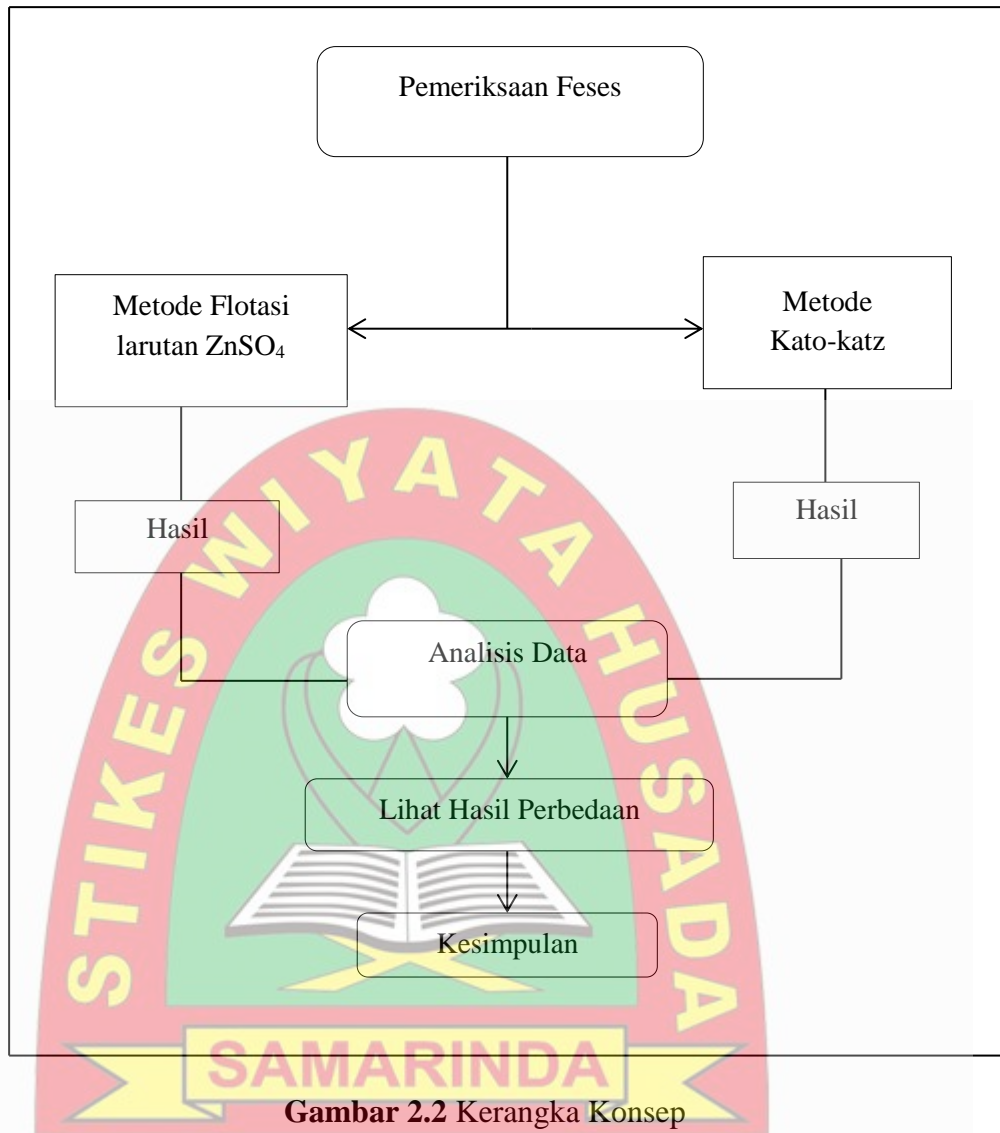 Pemeriksaan Feses
Metode Flotasi
larutan ZnSO₄
Metode
Kato-katz
Hasil
Hasil
Analisis Data
Lihat Hasil Perbedaan
Kesimpulan
STIKES WIYATA HUSADA
SAMARINDA
Gambar 2.2 Kerangka Konsep